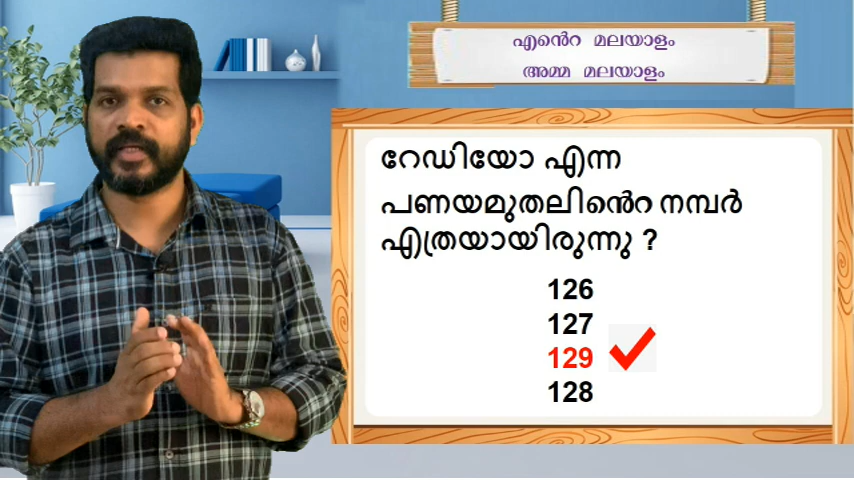 എന്റെ മലയാളം
അമ്മ മലയാളം
റേഡിയോ എന്ന
പണയമുതലിന്റെ നമ്പർ
എത്രയായിരുന്നു ?
126
127
129
128